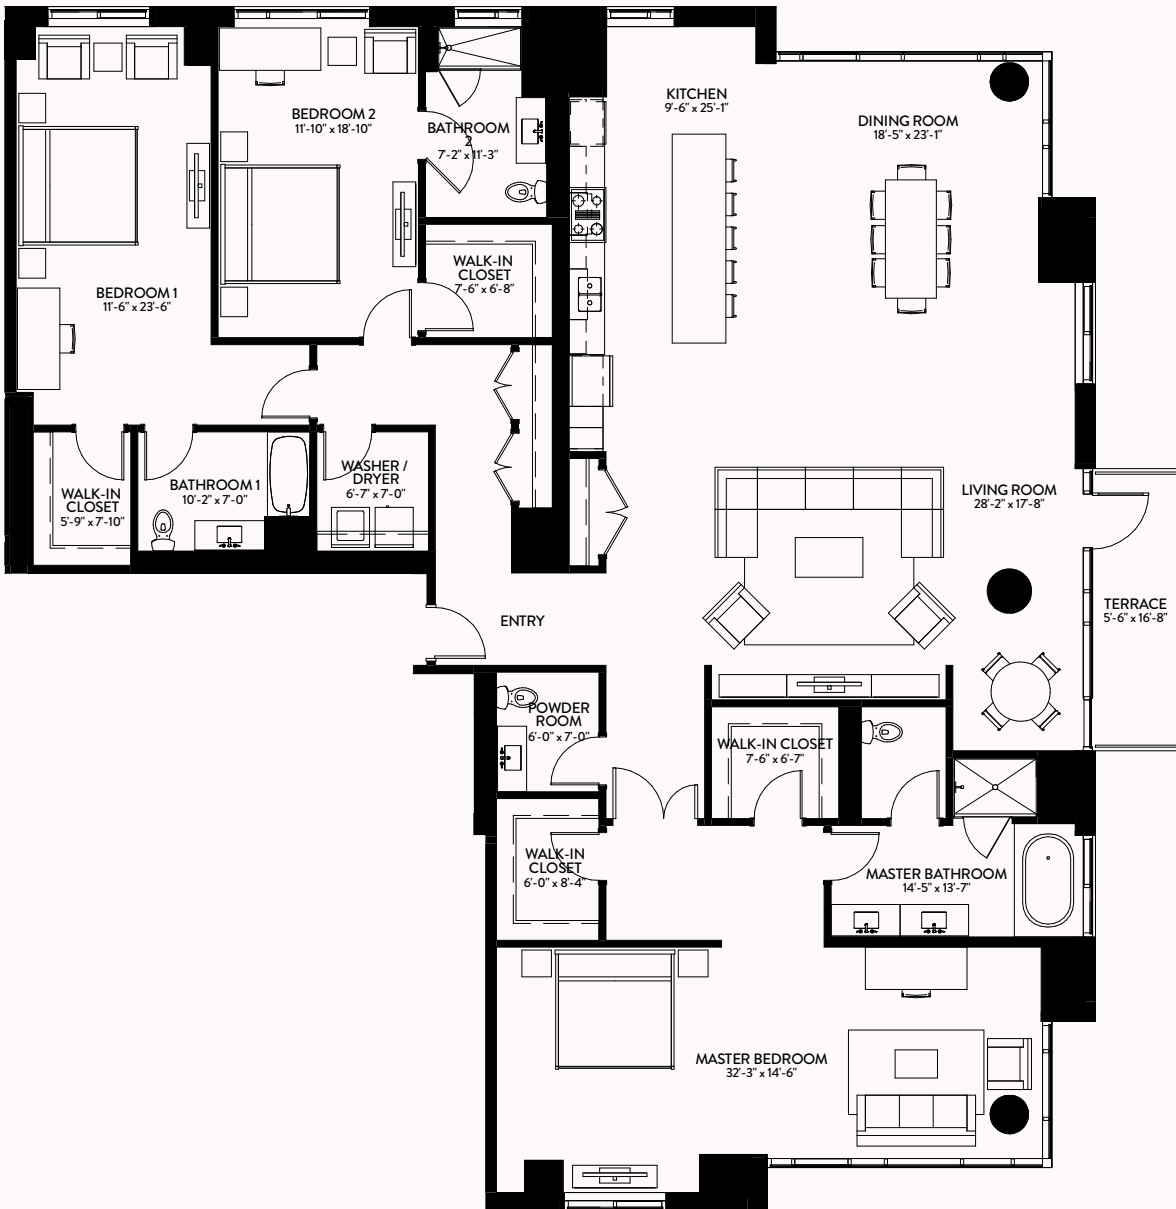 KITCHEN
9'-6" x 25'-1"
DINING ROOM
18'-5" x 23'-1"
BEDROOM 2
11'-10" x 18'-10"
BATHROOM
2
7'-2" x 11'-3"
WALK-IN
CLOSET
7'-6" x 6'-8"
BEDROOM 1
11'-6" x 23'-6"
WALK-IN
CLOSET
5'-9" x 7'-10"
BATHROOM 1
10'-2" x 7'-0"
WASHER /
DRYER
6'-7" x 7'-0"
LIVING ROOM
28'-2" x 17'-8"
TERRACE
5'-6" x 16'-8"
ENTRY
POWDER
ROOM
6'-0" x 7'-0"
WALK-IN CLOSET
7'-6" x 6'-7"
WALK-IN
CLOSET
6'-0" x 8'-4"
MASTER BATHROOM
14'-5" x 13'-7"
MASTER BEDROOM
32'-3" x 14'-6"